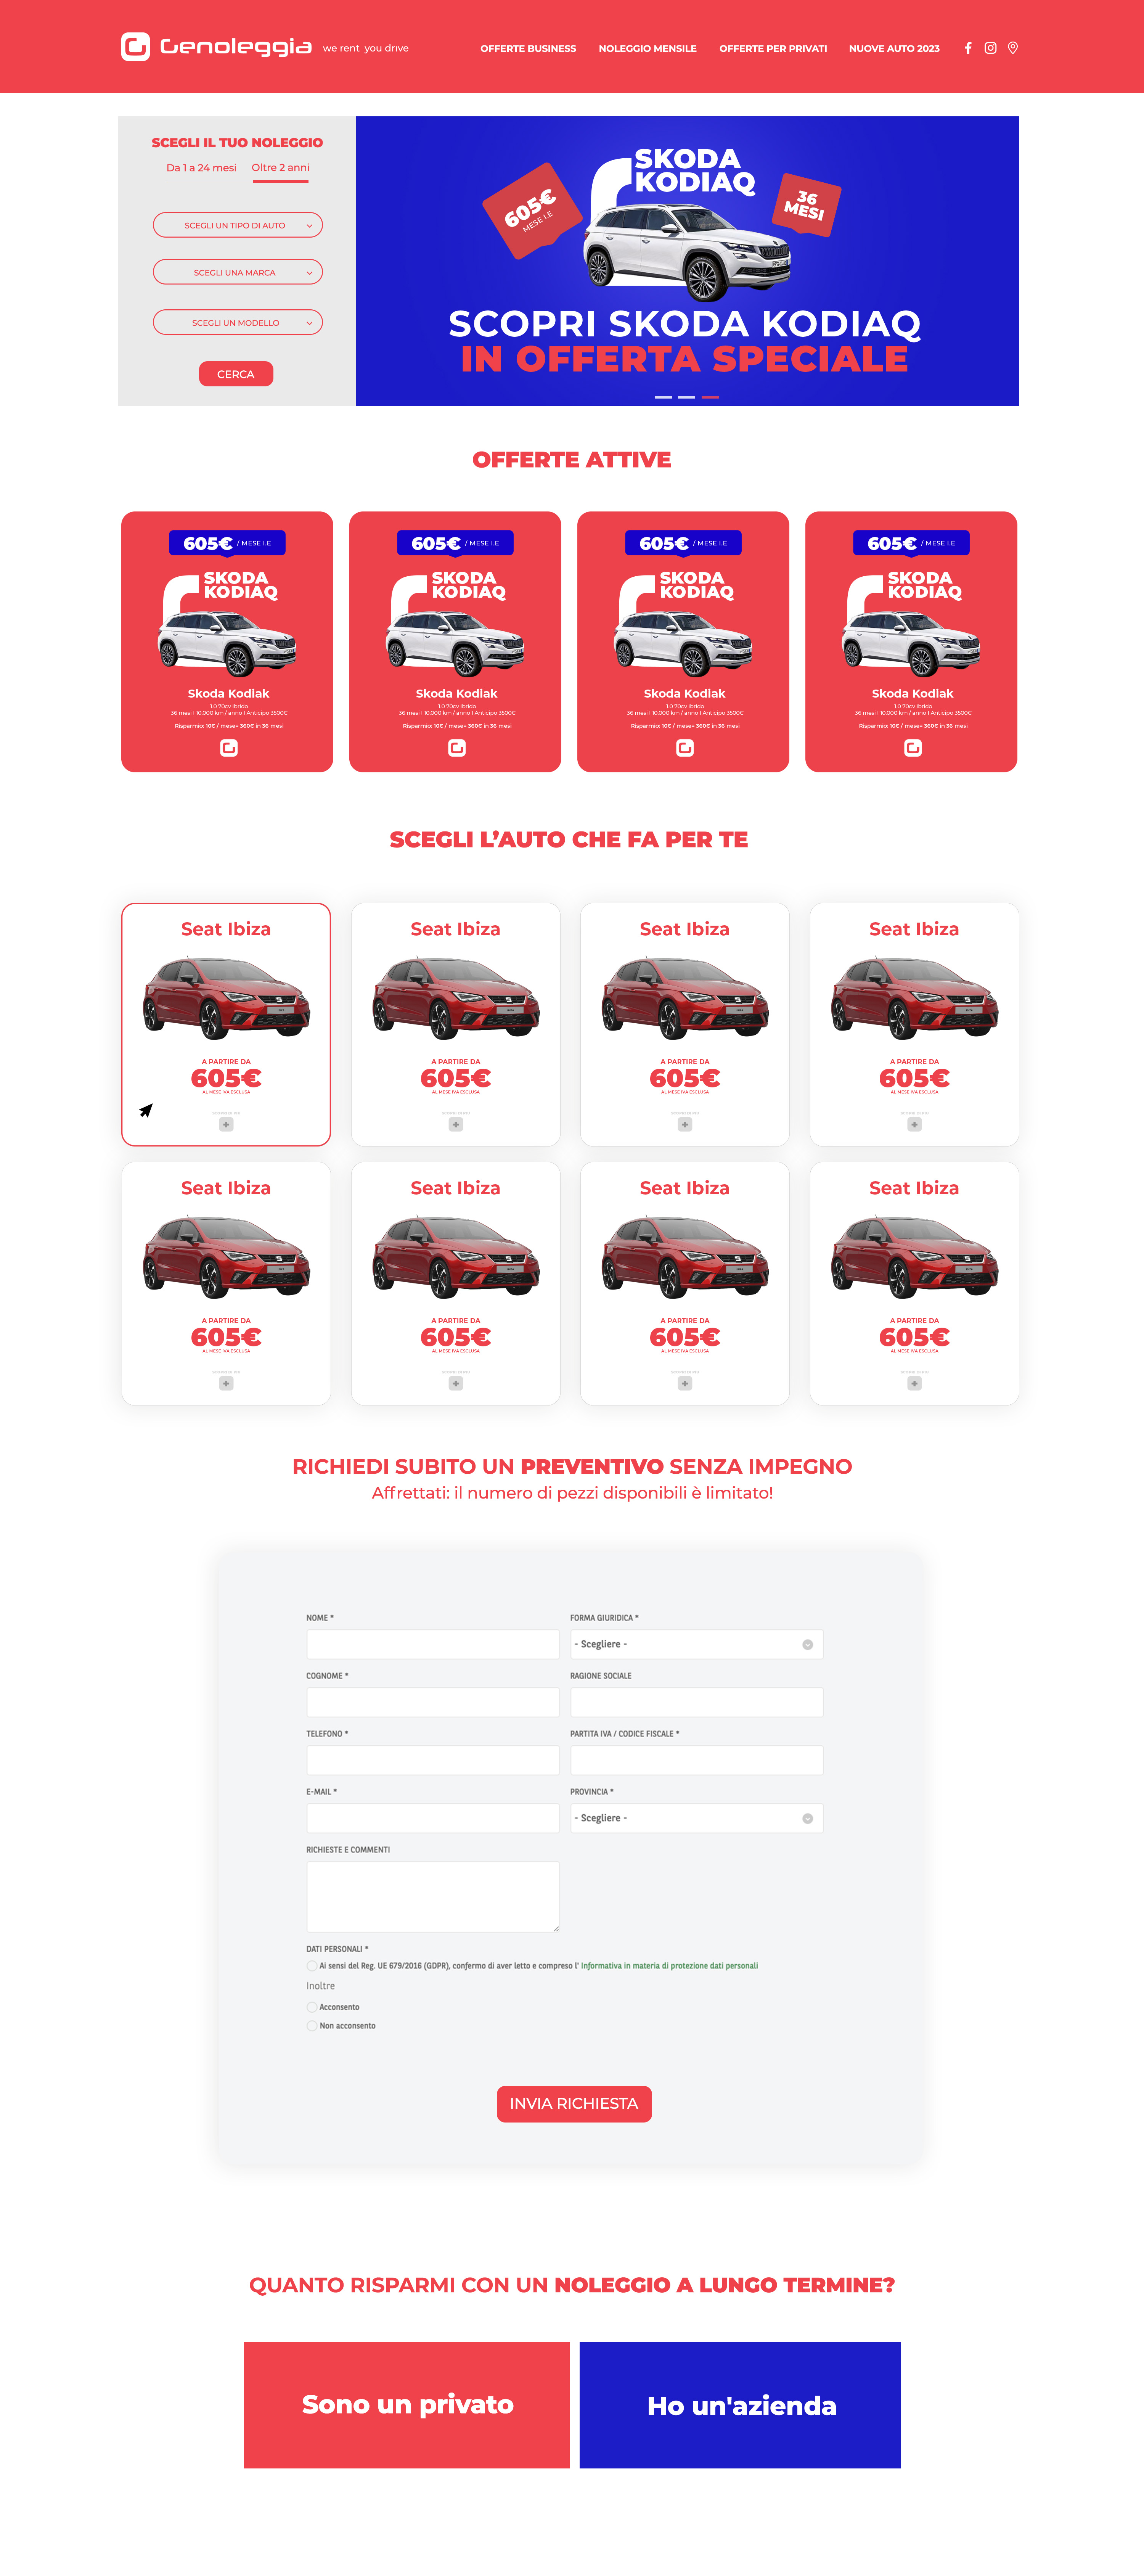 Genoleggia we rent you drive
OFFERTE BUSINESS NOLEGGIO MENSILE OFFERTE PER PRIVATI NUOVE AUTO 2023
SCEGLI IL TUO NOLEGGIO
Da 1 a 24 mesi Oltre 2 anni
SCEGLI UN TIPO DI AUTO
SCEGLI UNA MARCA
SCEGLI UN MODELLO
CERCA
SKODA
KODIAQ
605€
MESE I.E
36
MESI
SCOPRI SKODA KODIAQ
IN OFFERTA SPECIALE
OFFERTE ATTIVE
605€ / MESE I.E
SKODA
KODIAQ
Skoda Kodiak
1.0 70cv Ibrido
36 mesi I 10.000 km / anno I Anticipo 3500€
Risparmio: 10€ / mese= 360€ in 36 mesi
605€ / MESE I.E
SKODA
KODIAQ
Skoda Kodiak
1.0 70cv Ibrido
36 mesi I 10.000 km / anno I Anticipo 3500€
Risparmio: 10€ / mese= 360€ in 36 mesi
605€ / MESE I.E
SKODA
KODIAQ
Skoda Kodiak
1.0 70cv Ibrido
36 mesi I 10.000 km / anno I Anticipo 3500€
Risparmio: 10€ / mese= 360€ in 36 mesi
605€ / MESE I.E
SKODA
KODIAQ
Skoda Kodiak
1.0 70cv Ibrido
36 mesi I 10.000 km / anno I Anticipo 3500€
Risparmio: 10€ / mese= 360€ in 36 mesi
SCEGLI L’AUTO CHE FA PER TE
Seat Ibiza
A PARTIRE DA
605€
AL MESE IVA ESCLUSA
Seat Ibiza
A PARTIRE DA
605€
AL MESE IVA ESCLUSA
Seat Ibiza
A PARTIRE DA
605€
AL MESE IVA ESCLUSA
Seat Ibiza
A PARTIRE DA
605€
AL MESE IVA ESCLUSA
Seat Ibiza
A PARTIRE DA
605€
AL MESE IVA ESCLUSA
Seat Ibiza
A PARTIRE DA
605€
AL MESE IVA ESCLUSA
Seat Ibiza
A PARTIRE DA
605€
AL MESE IVA ESCLUSA
Seat Ibiza
A PARTIRE DA
605€
AL MESE IVA ESCLUSA
RICHIEDI SUBITO UN PREVENTIVO SENZA IMPEGNO
Affrettati: il numero di pezzi disponibili è limitato!
NOME *
FORMA GIURIDICA *
- Scegliere -
COGNOME *
RAGIONE SOCIALE
TELEFONO *
PARTITA IVA / CODICE FISCALE *
E-MAIL *
PROVINCIA *
- Scegliere -
RICHIESTE E COMMENTI
DATI PERSONALI *
Ai sensi del Reg. UE 679/2016 (GDPR), confermo di aver letto e compreso l' Informativa in materia di protezione dati personali
Inoltre
Acconsento
Non acconsento
INVIA RICHIESTA
QUANTO RISPARMI CON UN NOLEGGIO A LUNGO TERMINE?
Sono un privato
Ho un'azienda